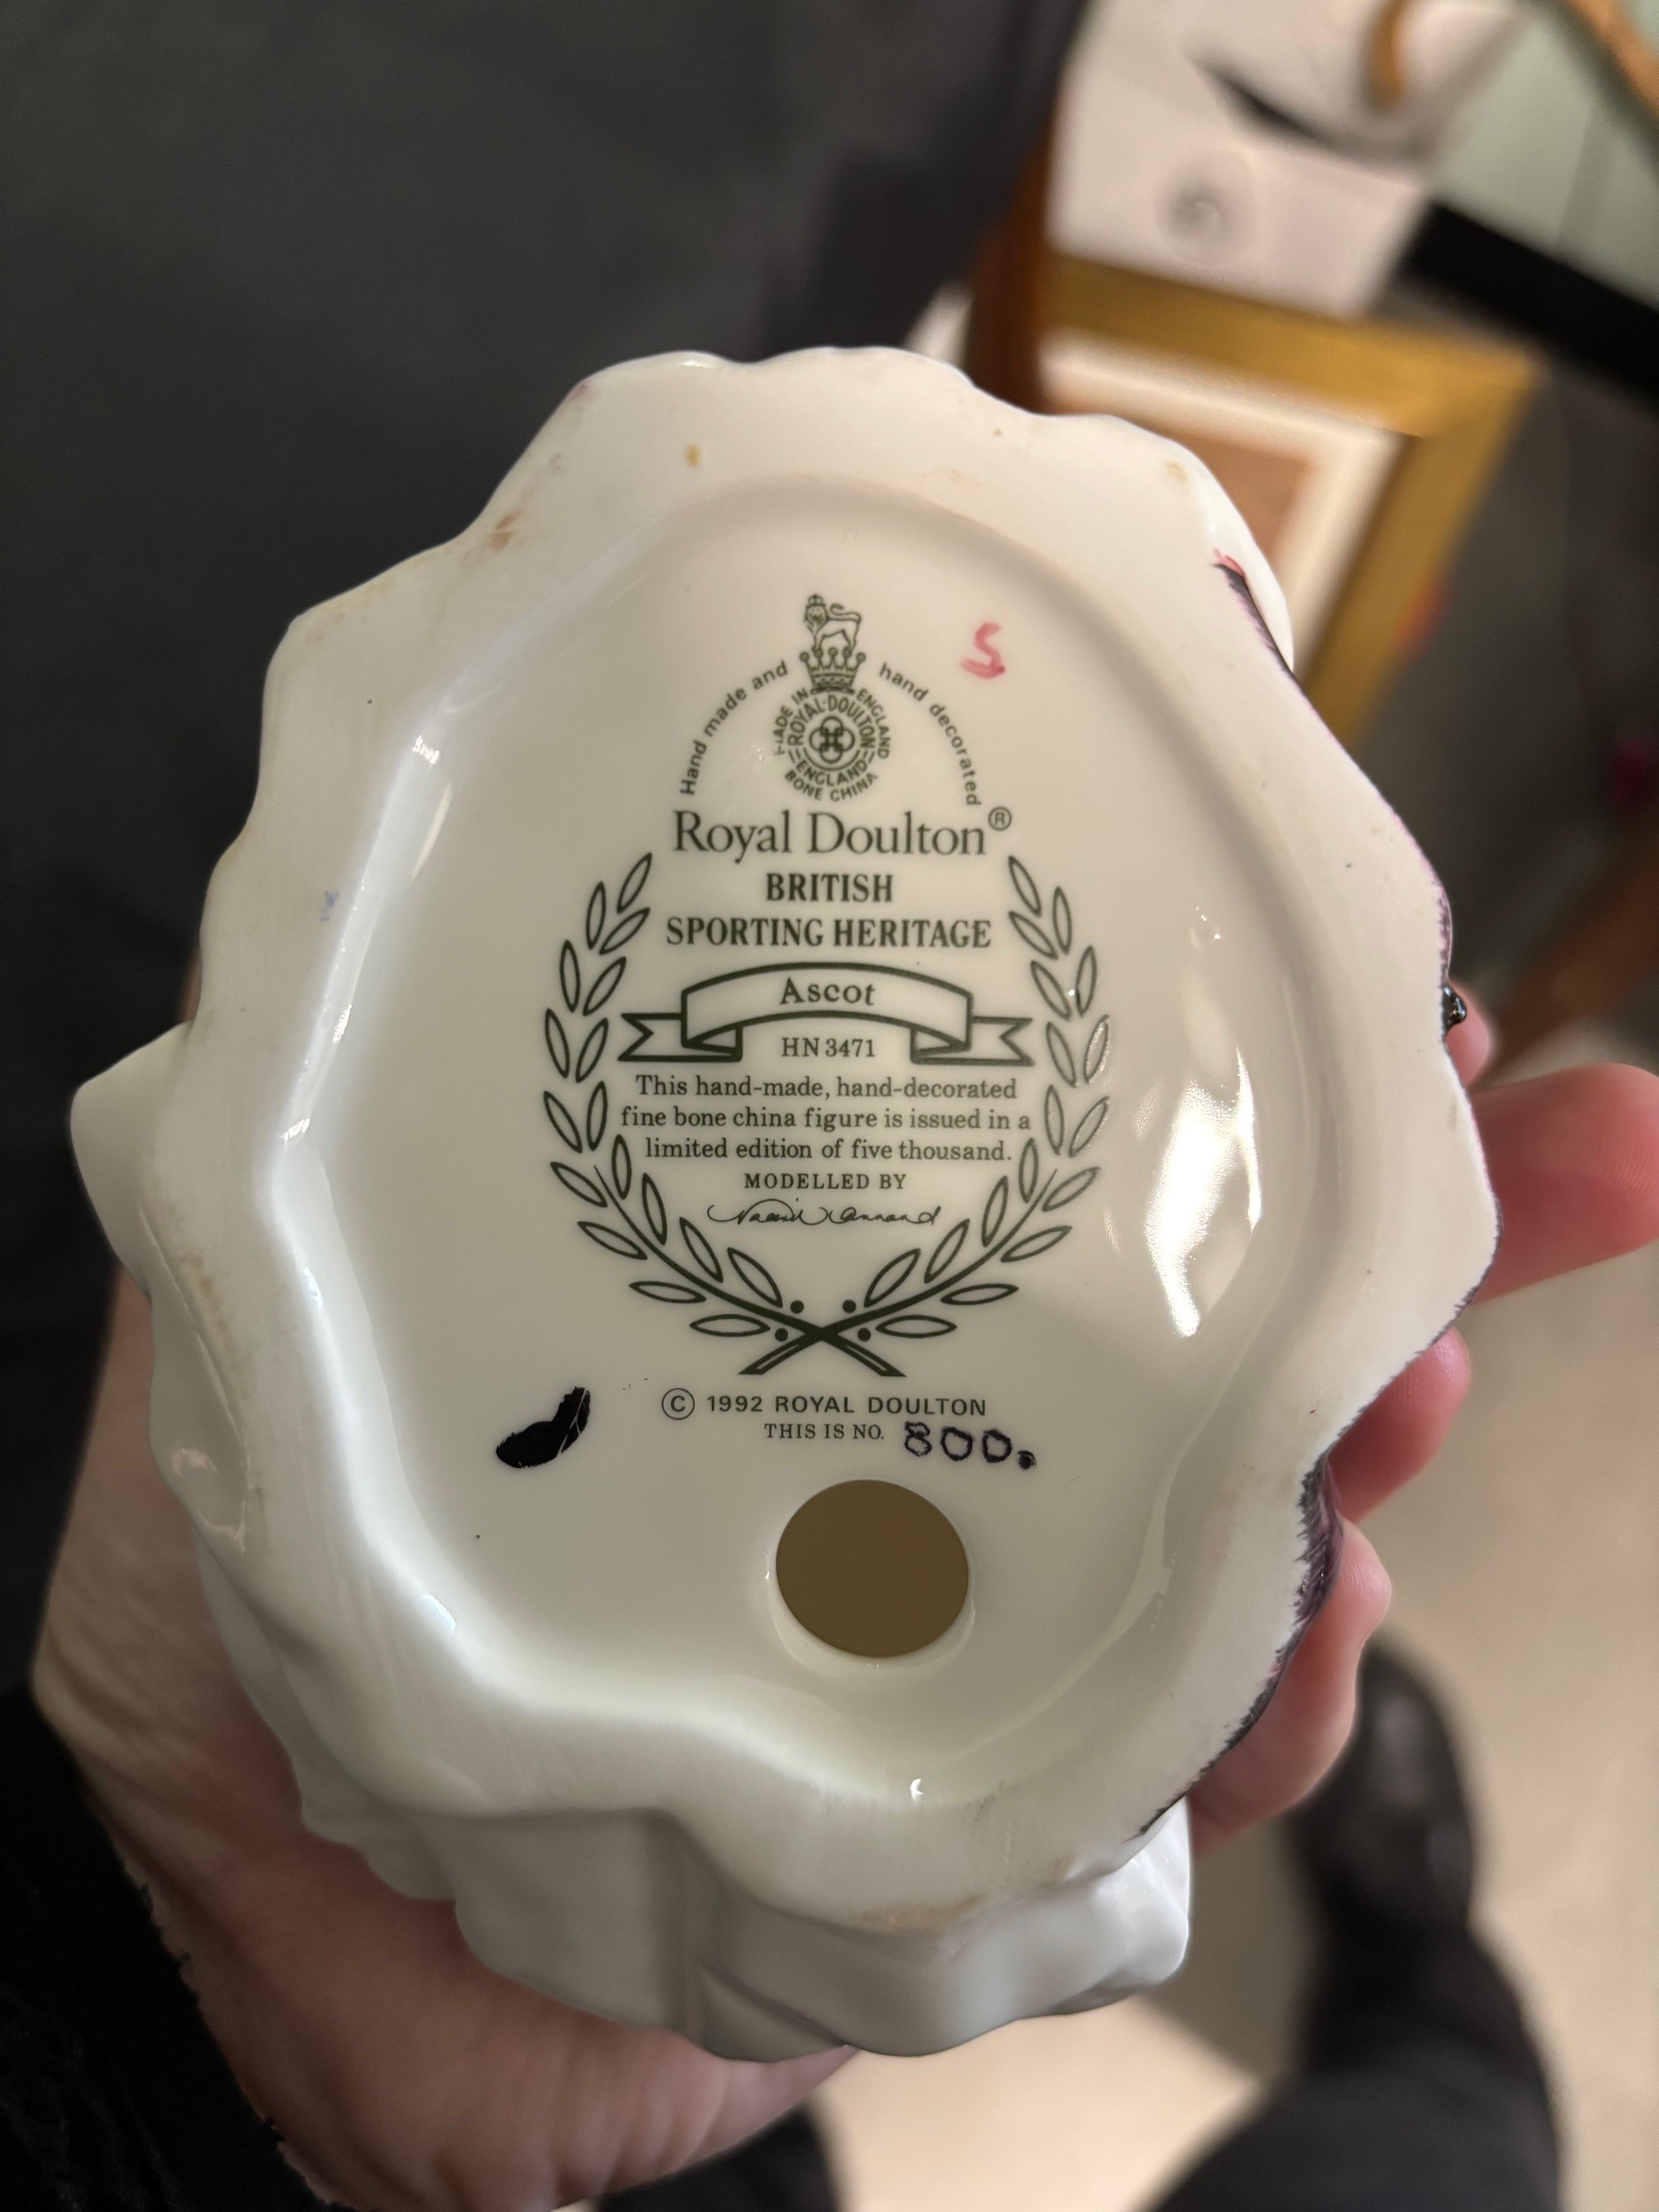 S
Hand made and hand decorated
MADE IN ENGLAND
ROYAL·DOULTON
ENGLAND
BONE CHINA
Royal Doulton®
BRITISH
SPORTING HERITAGE
Ascot
HN 3471
This hand-made, hand-decorated
fine bone china figure is issued in a
limited edition of five thousand.
MODELLED BY
© 1992 ROYAL DOULTON
THIS IS NO. 800.